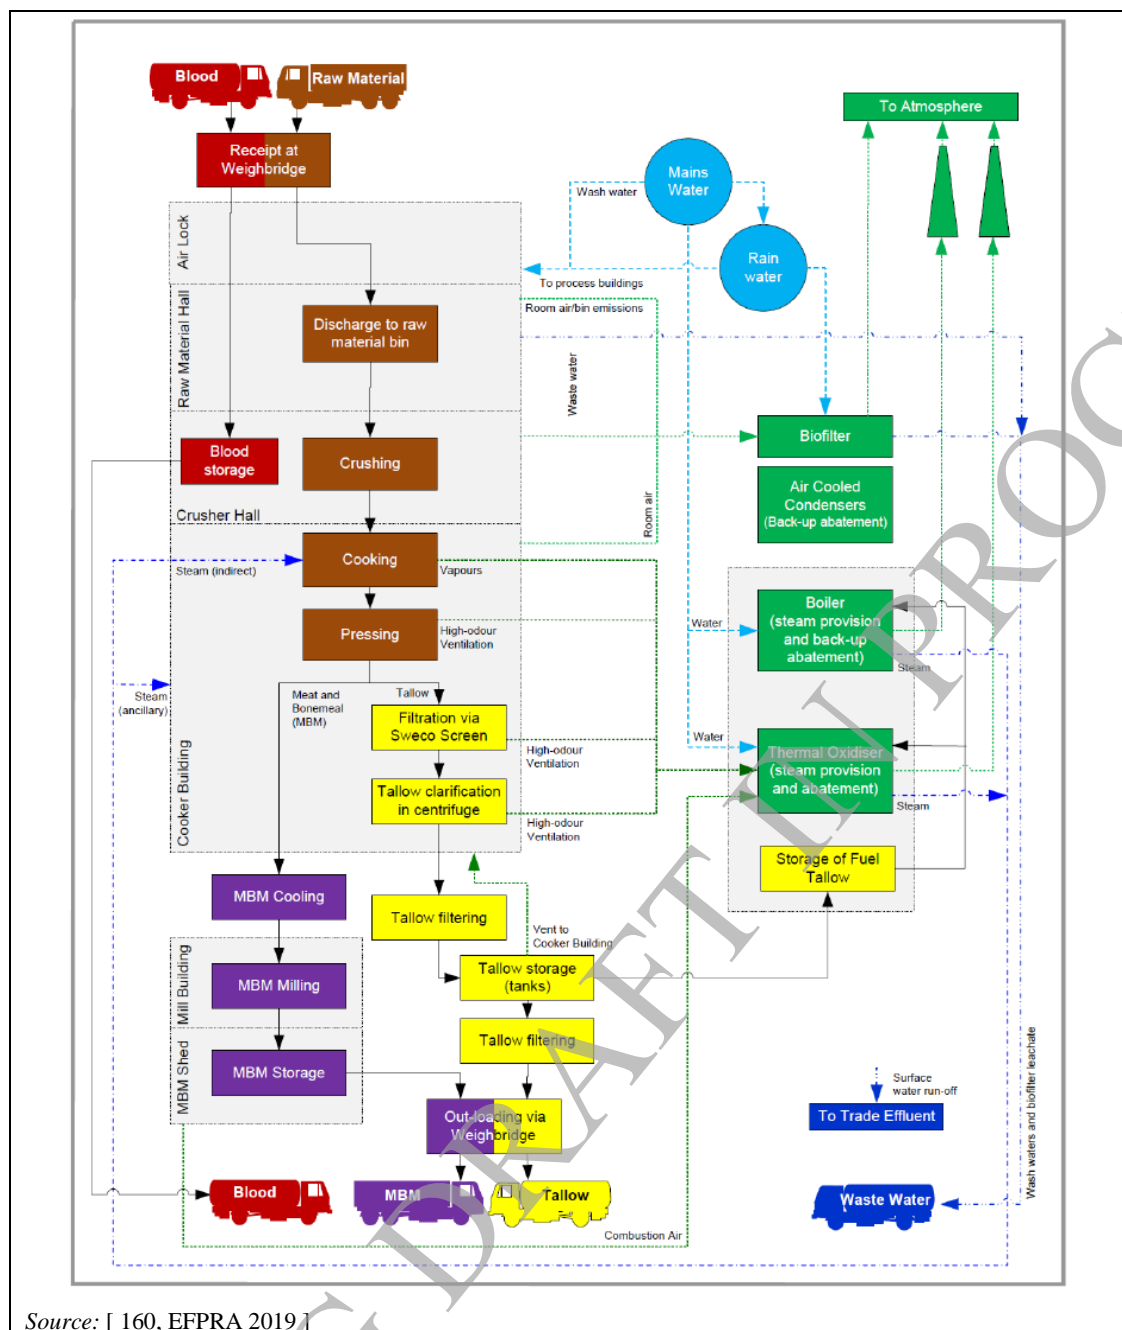 Blood
Raw Material
Receipt at
Weighbridge
To Atmosphere
Mains
Water
Wash water
Rain
water
To process buildings
Air Lock
Room air/bin emissions
Raw Material Hall
Discharge to raw
material bin
Waste water
Biofilter
Blood
storage
Crushing
Air Cooled
Condensers
(Back-up abatement)
Crusher Hall
Room air
Cooking
Steam (indirect)
Vapours
Boiler
(steam provision
and back-up
abatement)
Water
Steam
Pressing
High-odour
Ventilation
Steam
(ancillary)
Meat and
Bonemeal
(MBM)
Tallow
Filtration via
Sweco Screen
High-odour
Ventilation
Water
Thermal Oxidiser
(steam provision
and abatement)
Steam
Cooker Building
Tallow clarification
in centrifuge
High-odour
Ventilation
Storage of Fuel
Tallow
MBM Cooling
Tallow filtering
Vent to
Cooker Building
Mill Building
MBM Milling
Tallow storage
(tanks)
Tallow filtering
MBM Shed
MBM Storage
Surface
water run-off
Out-loading via
Weighbridge
To Trade Effluent
Wash waters and biofilter leachate
Blood
MBM
Tallow
Waste Water
Combustion Air
G DRAFT IN PROG
Source: [ 160, EFPRA 2019 ]